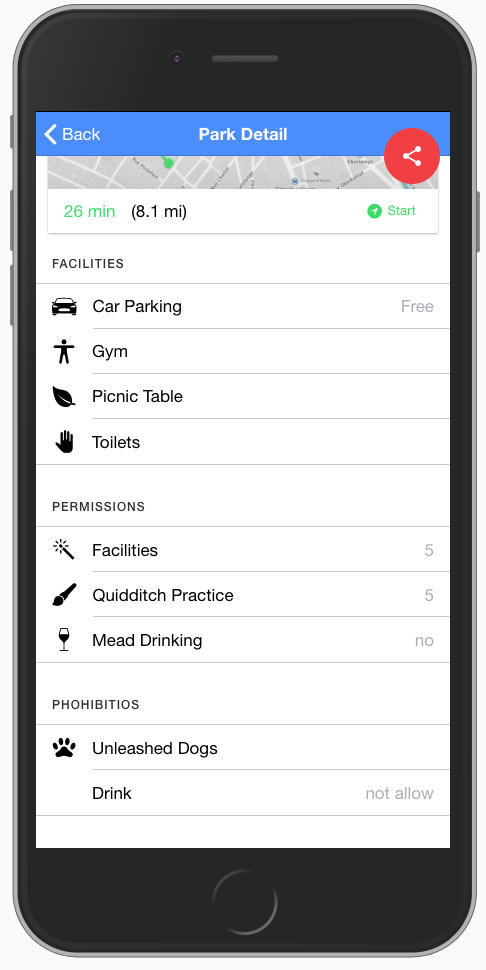 Back Park Detail
26 min (8.1 mi) Start
FACILITIES
Car Parking Free
Gym
Picnic Table
Toilets
PERMISSIONS
Facilities 5
Quidditch Practice 5
Mead Drinking no
PHOHIBITIOS
Unleashed Dogs
Drink not allow